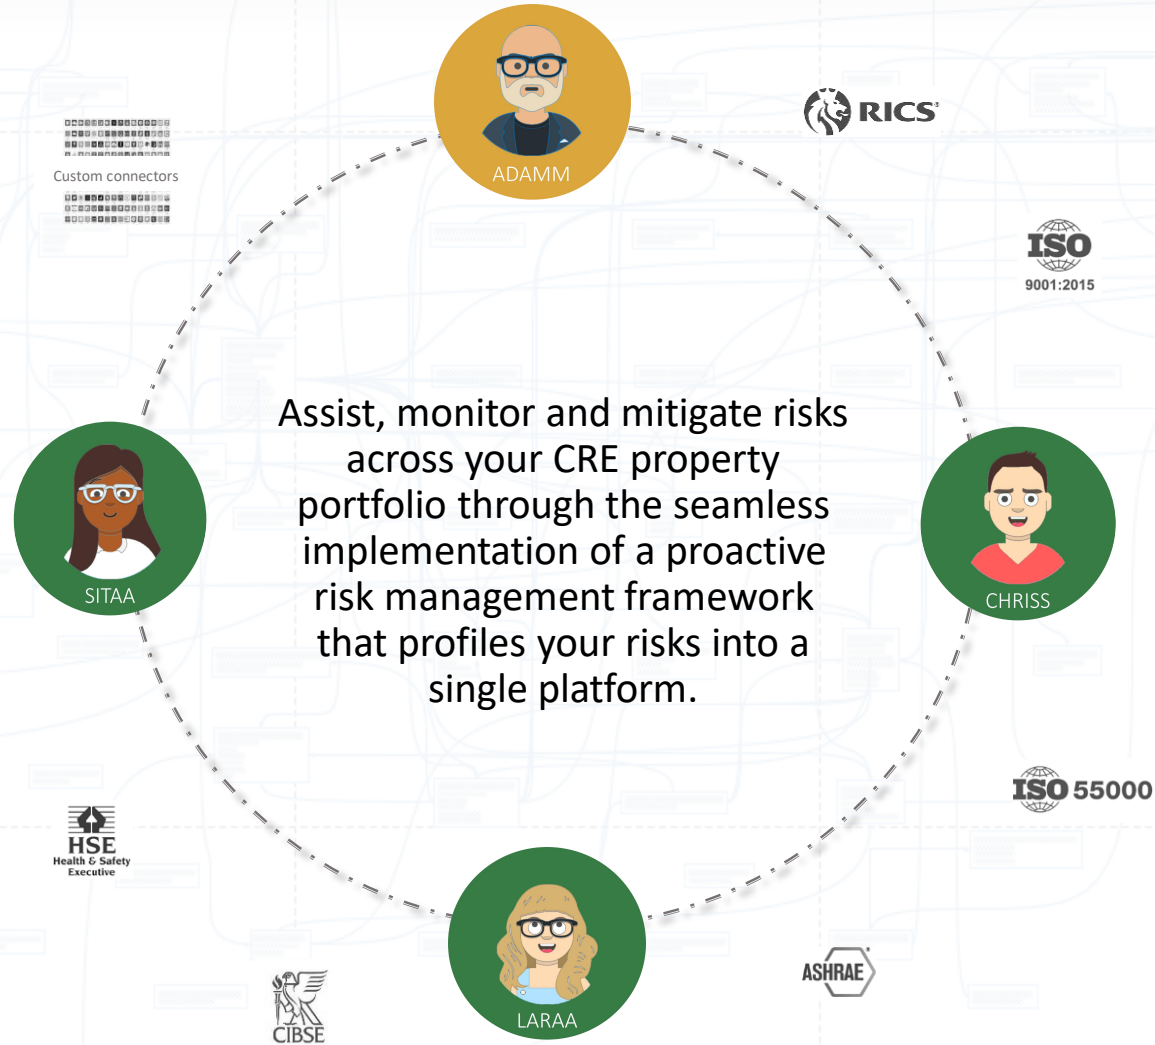 ADAMM
RICS
Custom connectors
ISO
9001:2015
Assist, monitor and mitigate risks
across your CRE property
portfolio through the seamless
implementation of a proactive
risk management framework
that profiles your risks into a
single platform.
SITAA
CHRISS
ISO 55000
HSE
Health & Safety
Executive
LARAA
ASHRAE
CIBSE